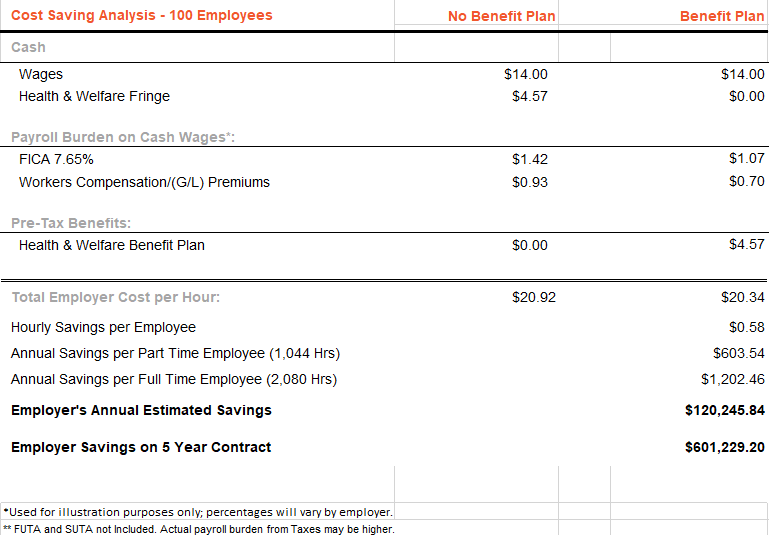 Cost Saving Analysis - 100 Employees No Benefit Plan Benefit Plan
Cash
Wages $14.00 $14.00
Health & Welfare Fringe $4.57 $0.00
Payroll Burden on Cash Wages*:
FICA 7.65% $1.42 $1.07
Workers Compensation/(G/L) Premiums $0.93 $0.70
Pre-Tax Benefits:
Health & Welfare Benefit Plan $0.00 $4.57
Total Employer Cost per Hour: $20.92 $20.34
Hourly Savings per Employee $0.58
Annual Savings per Part Time Employee (1,044 Hrs) $603.54
Annual Savings per Full Time Employee (2,080 Hrs) $1,202.46
Employer's Annual Estimated Savings $120,245.84
Employer Savings on 5 Year Contract $601,229.20
*Used for illustration purposes only; percentages will vary by employer.
** FUTA and SUTA not Included. Actual payroll burden from Taxes may be higher.